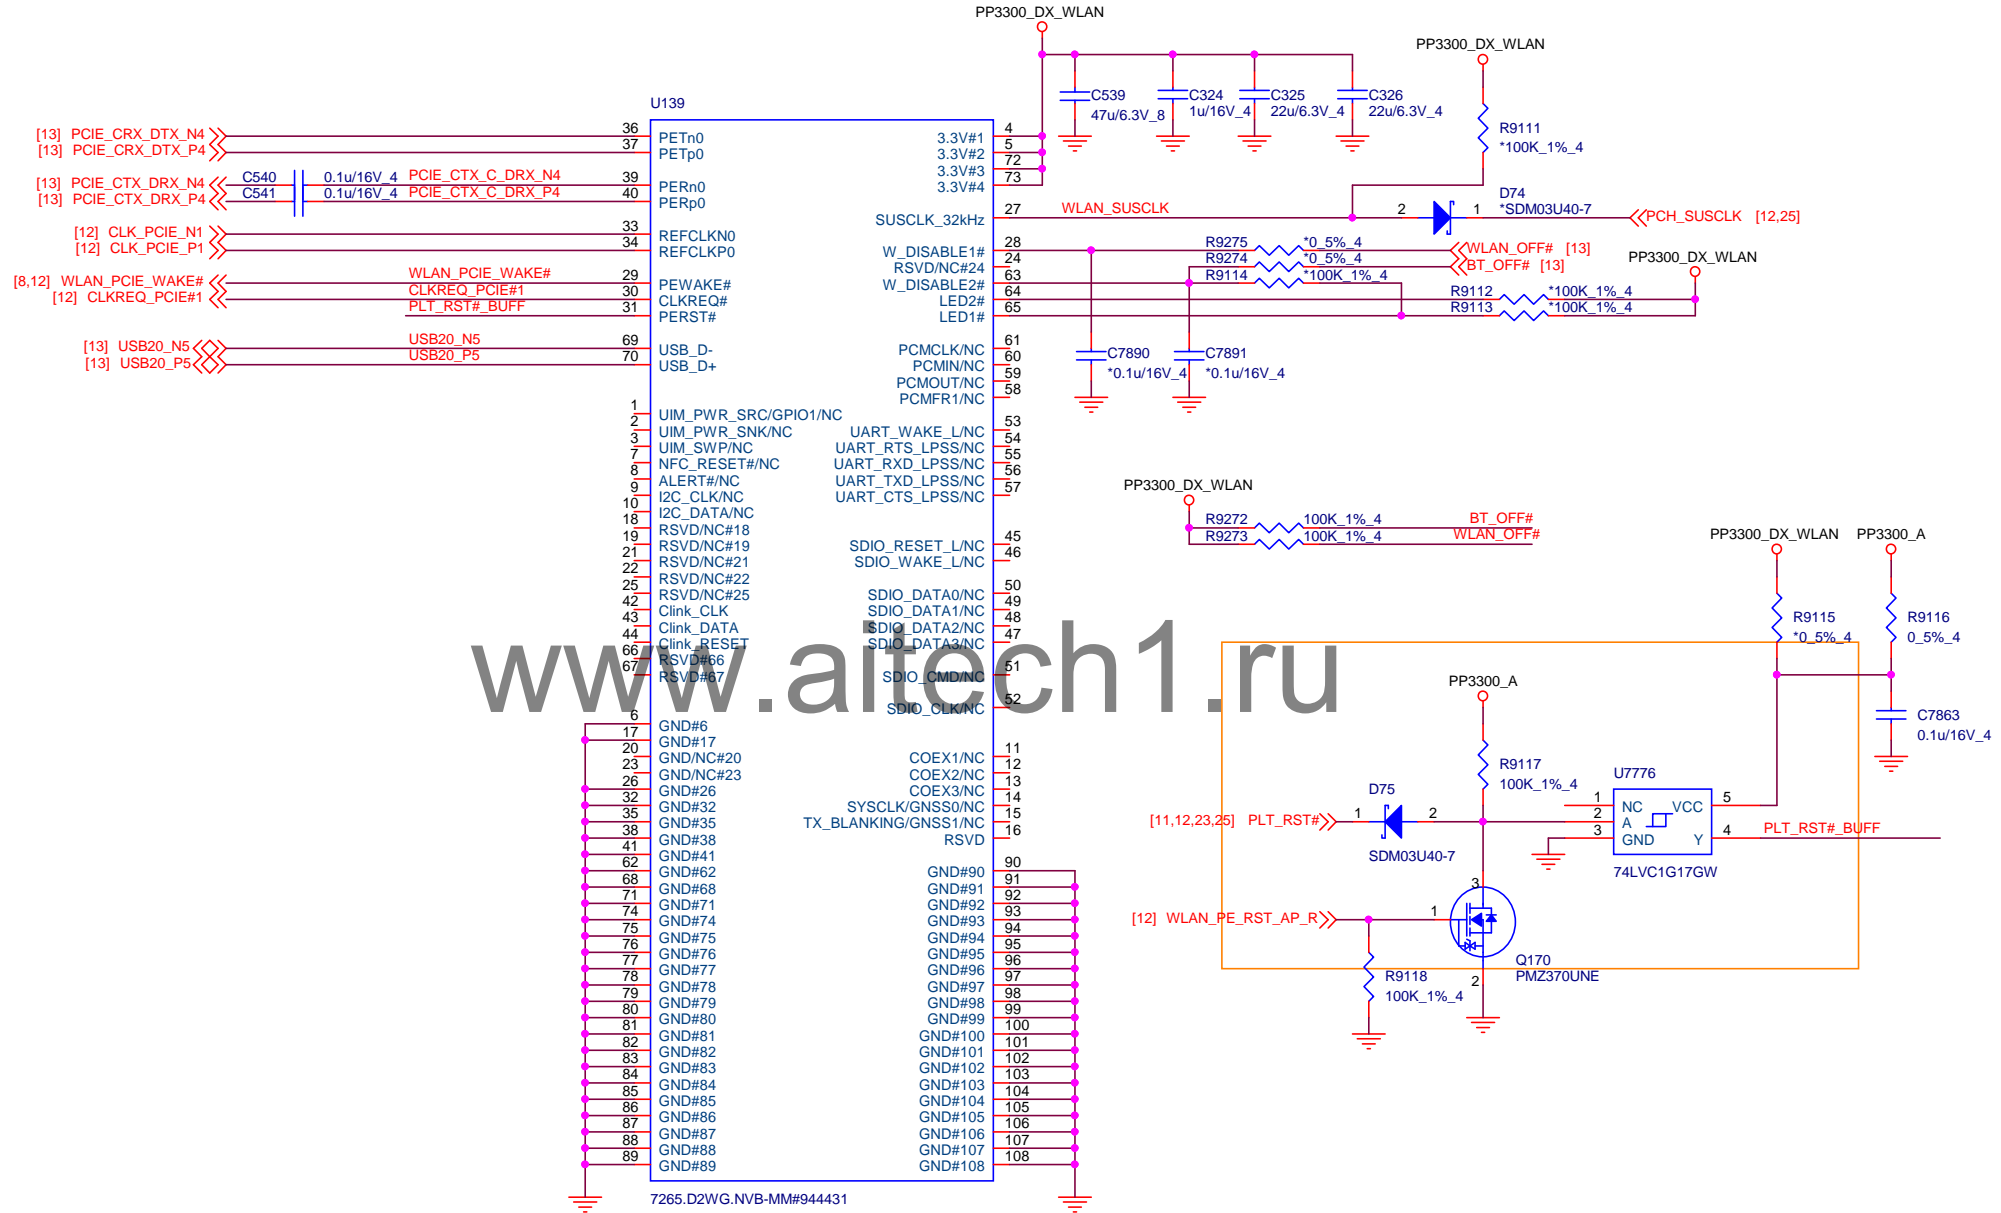 PP3300_DX_WLAN
PP3300_DX_WLAN
C539
47u/6.3V_8
C324
1u/16V_4
C325
22u/6.3V_4
C326
22u/6.3V_4
R9111
*100K_1%_4
U139
[13] PCIE_CRX_DTX_N4
36 PETn0
[13] PCIE_CRX_DTX_P4
37 PETp0
[13] PCIE_CTX_DRX_N4 C540 0.1u/16V_4 PCIE_CTX_C_DRX_N4
39 PERn0
[13] PCIE_CTX_DRX_P4 C541 0.1u/16V_4 PCIE_CTX_C_DRX_P4
40 PERp0
[12] CLK_PCIE_N1
33 REFCLKN0
[12] CLK_PCIE_P1
34 REFCLKP0
[8,12] WLAN_PCIE_WAKE# WLAN_PCIE_WAKE#
29 PEWAKE#
[12] CLKREQ_PCIE#1 CLKREQ_PCIE#1
30 CLKREQ#
PLT_RST#_BUFF
31 PERST#
[13] USB20_N5 USB20_N5
69 USB_D-
[13] USB20_P5 USB20_P5
70 USB_D+
1 UIM_PWR_SRC/GPIO1/NC
2 UIM_PWR_SNK/NC
3 UIM_SWP/NC
7 NFC_RESET#/NC
8 ALERT#/NC
9 I2C_CLK/NC
10 I2C_DATA/NC
18 RSVD/NC#18
19 RSVD/NC#19
21 RSVD/NC#21
22 RSVD/NC#22
25 RSVD/NC#25
42 Clink_CLK
43 Clink_DATA
44 Clink_RESET
66 RSVD#66
67 RSVD#67
6 GND#6
17 GND#17
20 GND/NC#20
23 GND/NC#23
26 GND#26
32 GND#32
35 GND#35
38 GND#38
41 GND#41
62 GND#62
68 GND#68
71 GND#71
74 GND#74
75 GND#75
76 GND#76
77 GND#77
78 GND#78
79 GND#79
80 GND#80
81 GND#81
82 GND#82
83 GND#83
84 GND#84
85 GND#85
86 GND#86
87 GND#87
88 GND#88
89 GND#89
3.3V#1 4
3.3V#2 5
3.3V#3 72
3.3V#4 73
SUSCLK_32kHz 27 WLAN_SUSCLK
W_DISABLE1# 28
RSVD/NC#24 24
W_DISABLE2# 63
LED2# 64
LED1# 65
PCMCLK/NC 61
PCMIN/NC 60
PCMOUT/NC 59
PCMFR1/NC 58
UART_WAKE_L/NC 53
UART_RTS_LPSS/NC 54
UART_RXD_LPSS/NC 55
UART_TXD_LPSS/NC 56
UART_CTS_LPSS/NC 57
SDIO_RESET_L/NC 45
SDIO_WAKE_L/NC 46
SDIO_DATA0/NC 50
SDIO_DATA1/NC 49
SDIO_DATA2/NC 48
SDIO_DATA3/NC 47
SDIO_CMD/NC 51
SDIO_CLK/NC 52
COEX1/NC 11
COEX2/NC 12
COEX3/NC 13
SYSCLK/GNSS0/NC 14
TX_BLANKING/GNSS1/NC 15
RSVD 16
GND#90 90
GND#91 91
GND#92 92
GND#93 93
GND#94 94
GND#95 95
GND#96 96
GND#97 97
GND#98 98
GND#99 99
GND#100 100
GND#101 101
GND#102 102
GND#103 103
GND#104 104
GND#105 105
GND#106 106
GND#107 107
GND#108 108
7265.D2WG.NVB-MM#944431
D74
2 1
*SDM03U40-7
PCH_SUSCLK [12,25]
R9275 *0_5%_4 WLAN_OFF# [13]
R9274 *0_5%_4 BT_OFF# [13]
R9114 *100K_1%_4
PP3300_DX_WLAN
R9112 *100K_1%_4
R9113 *100K_1%_4
C7890
*0.1u/16V_4
C7891
*0.1u/16V_4
PP3300_DX_WLAN
R9272 100K_1%_4 BT_OFF#
R9273 100K_1%_4 WLAN_OFF#
PP3300_DX_WLAN PP3300_A
R9115
*0_5%_4
R9116
0_5%_4
C7863
0.1u/16V_4
PP3300_A
R9117
100K_1%_4
D75
[11,12,23,25] PLT_RST# 1 2
SDM03U40-7
U7776
1 NC VCC 5
2 A
3 GND Y 4
PLT_RST#_BUFF
74LVC1G17GW
[12] WLAN_PE_RST_AP_R
1 3 2
Q170
PMZ370UNE
R9118
100K_1%_4
www.aitech1.ru